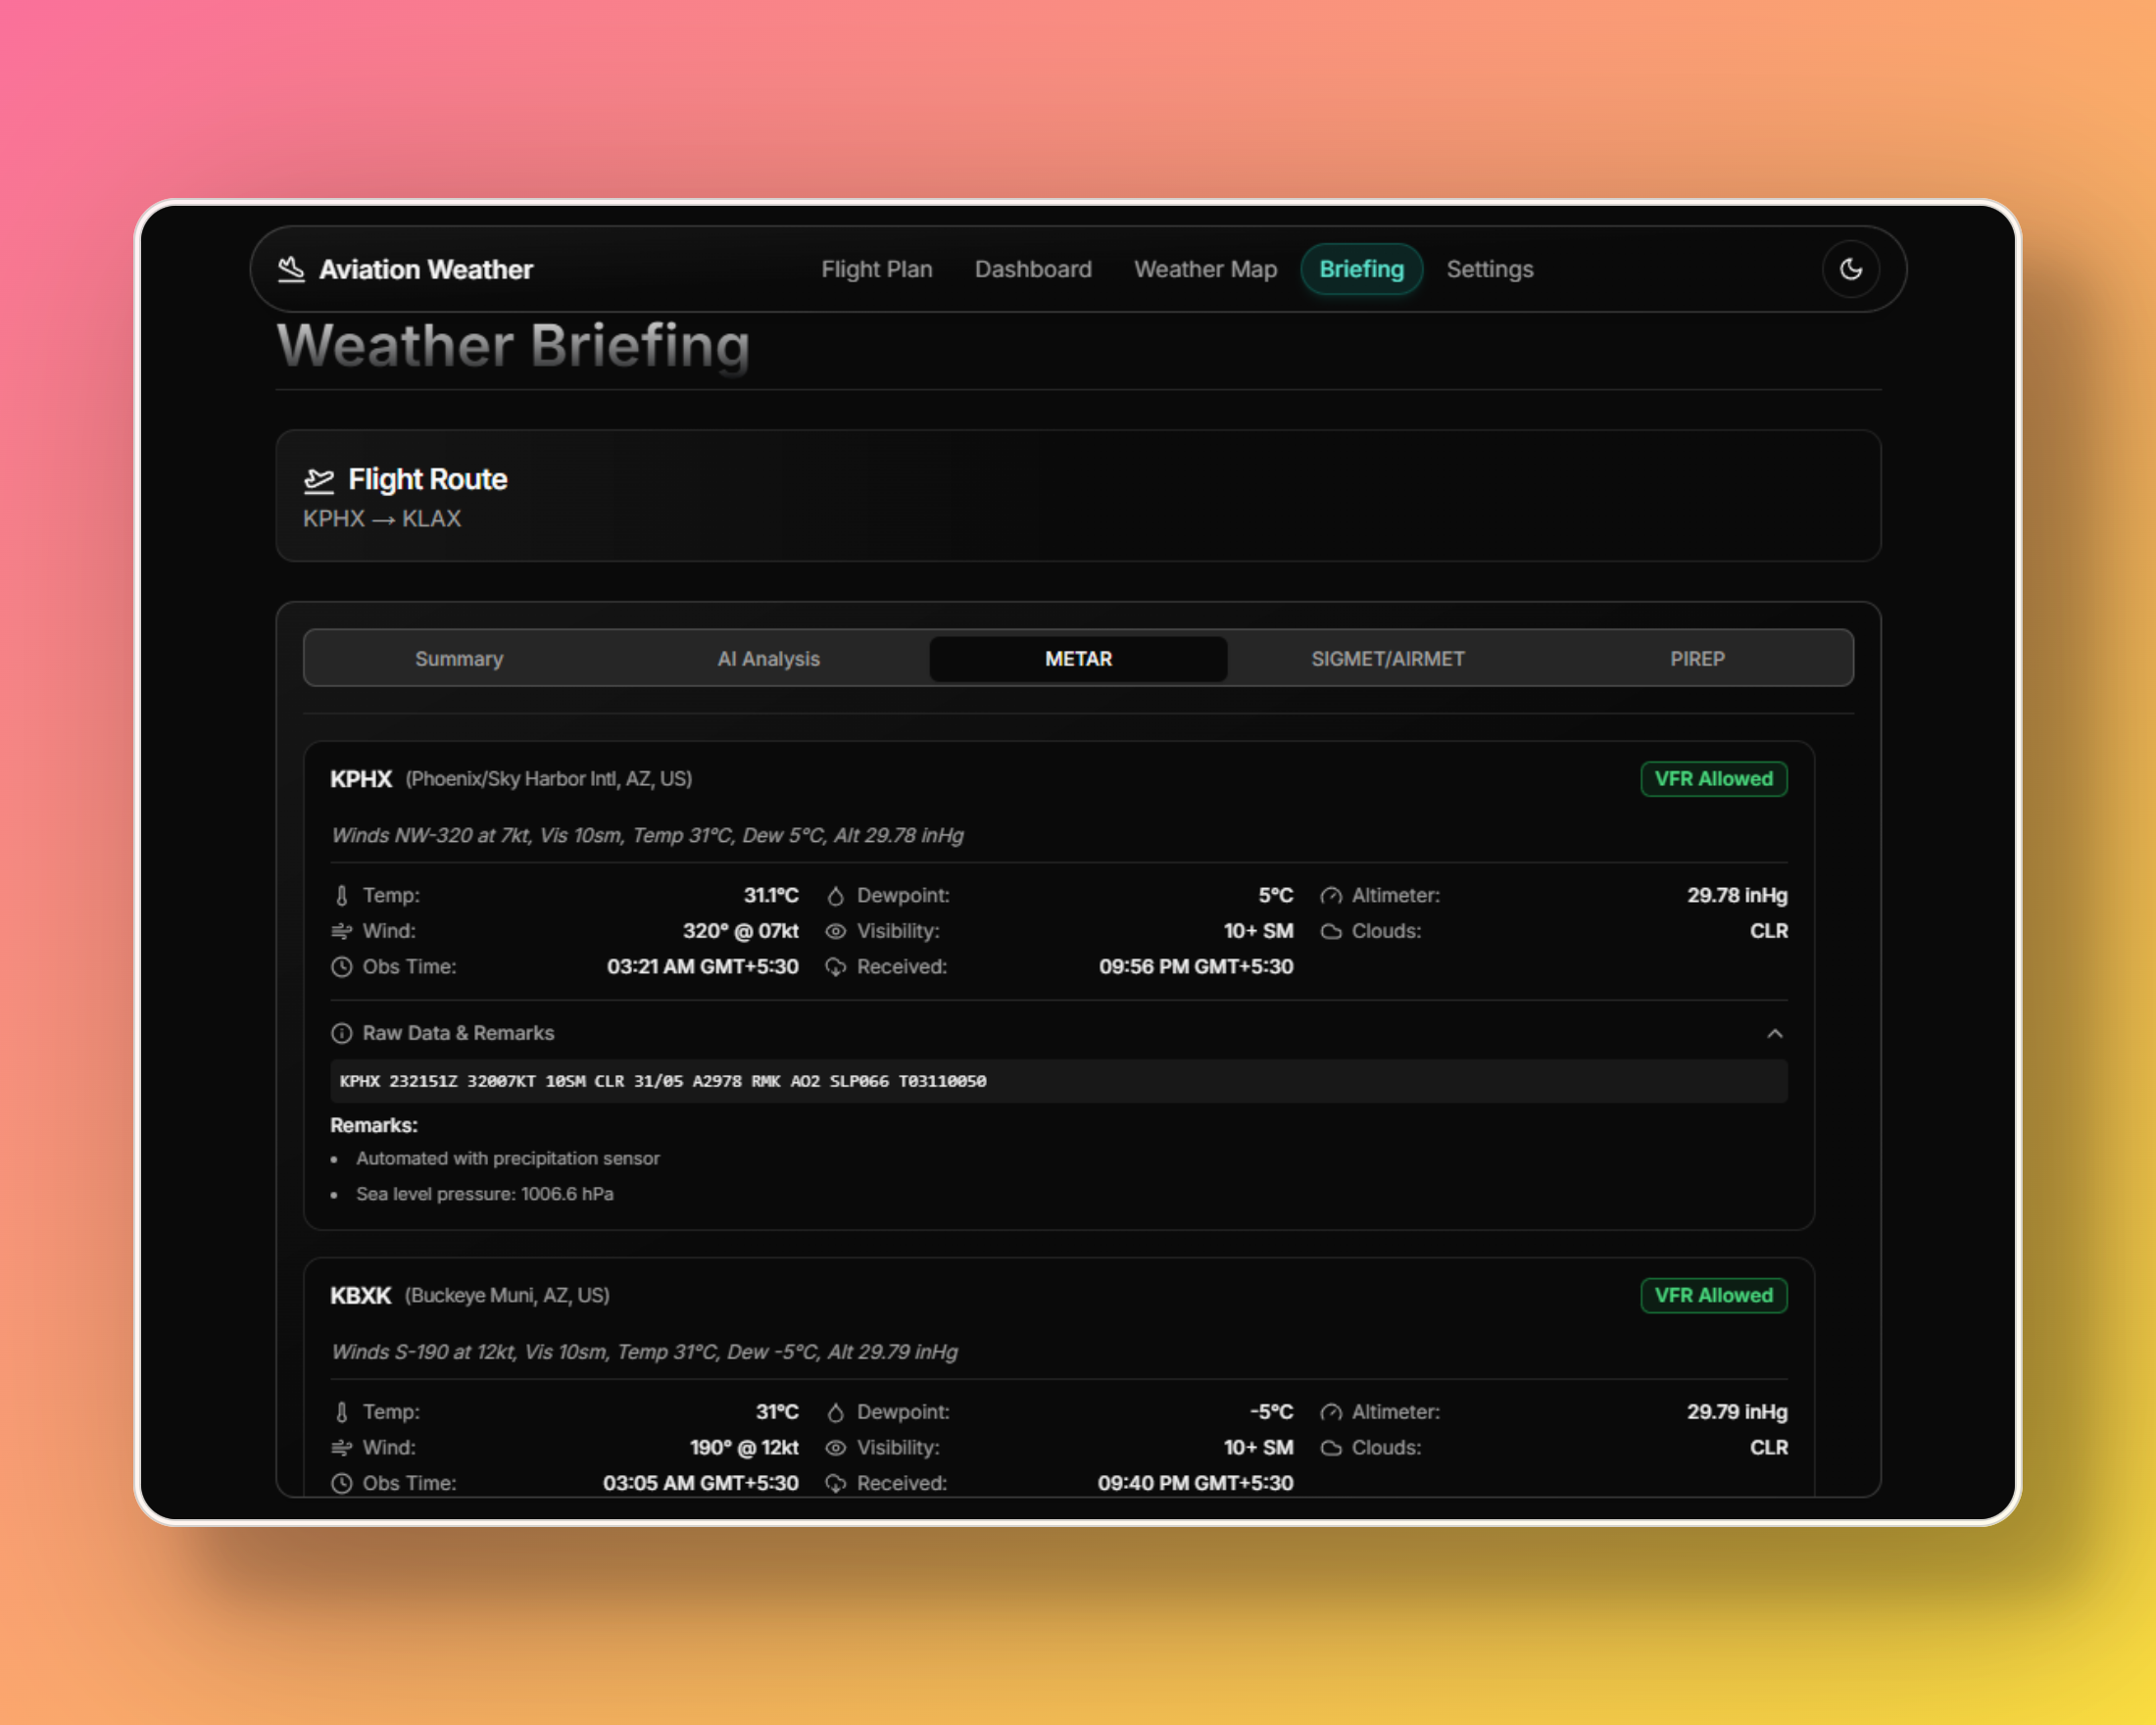 Aviation Weather Flight Plan Dashboard Weather Map Briefing Settings
Weather Briefing
Flight Route
KPHX → KLAX
Summary AI Analysis METAR SIGMET/AIRMET PIREP
KPHX (Phoenix/Sky Harbor Intl, AZ, US) VFR Allowed
Winds NW-320 at 7kt, Vis 10sm, Temp 31°C, Dew 5°C, Alt 29.78 inHg
Temp: 31.1°C Dewpoint: 5°C Altimeter: 29.78 inHg
Wind: 320° @ 07kt Visibility: 10+ SM Clouds: CLR
Obs Time: 03:21 AM GMT+5:30 Received: 09:56 PM GMT+5:30
Raw Data & Remarks
KPHX 232151Z 32007KT 10SM CLR 31/05 A2978 RMK AO2 SLP066 T03110050
Remarks:
• Automated with precipitation sensor
• Sea level pressure: 1006.6 hPa
KBXK (Buckeye Muni, AZ, US) VFR Allowed
Winds S-190 at 12kt, Vis 10sm, Temp 31°C, Dew -5°C, Alt 29.79 inHg
Temp: 31°C Dewpoint: -5°C Altimeter: 29.79 inHg
Wind: 190° @ 12kt Visibility: 10+ SM Clouds: CLR
Obs Time: 03:05 AM GMT+5:30 Received: 09:40 PM GMT+5:30